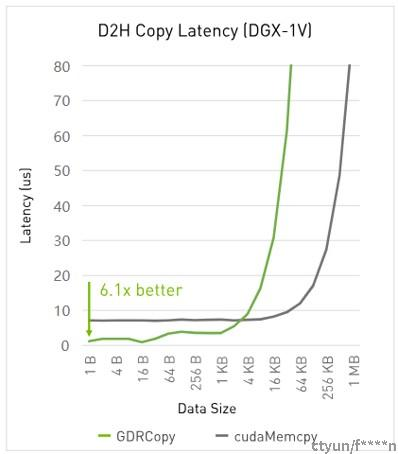 D2H Copy Latency (DGX-1V)
80
70
60
50
40
30
20
10
0
Latency (us)
6.1x better
1 B
4 B
16 B
64 B
256 B
1 KB
4 KB
16 KB
64 KB
256 KB
1 MB
Data Size
GDRCopy cudaMemcpy
ctyun/f****n